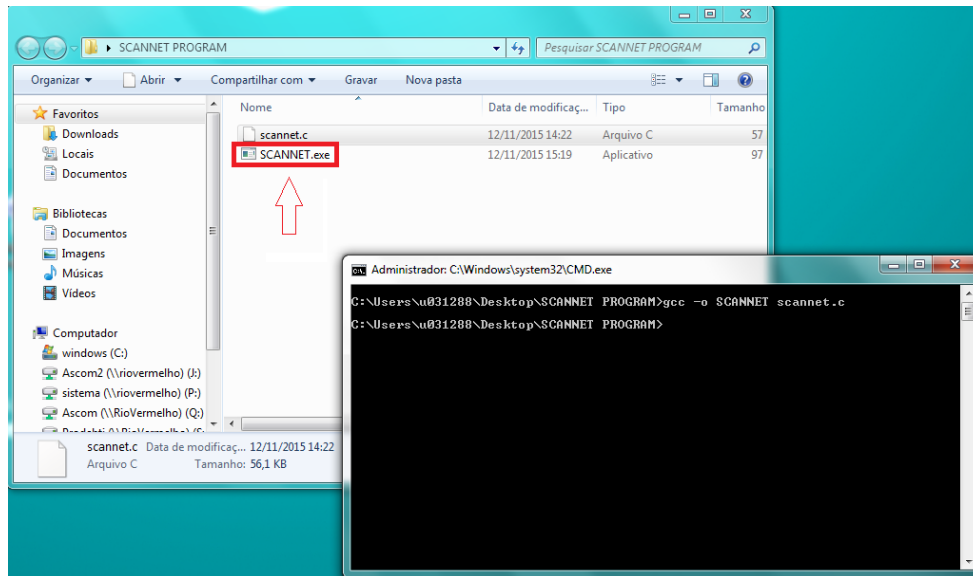 SCANNET PROGRAM
Pesquisar SCANNET PROGRAM
Organizar Abrir Compartilhar com Gravar Nova pasta
Nome Data de modificaç... Tipo Tamanho
scannet.c 12/11/2015 14:22 Arquivo C 57
SCANNET.exe 12/11/2015 15:19 Aplicativo 97
Favoritos
Downloads
Locais
Documentos
Bibliotecas
Documentos
Imagens
Músicas
Vídeos
Computador
windows (C:)
Ascom2 (\\riovermelho) (J:)
sistema (\\riovermelho) (P:)
Ascom (\\RioVermelho) (Q:)
scannet.c Data de modificaç... 12/11/2015 14:22
Arquivo C Tamanho: 56,1 KB
Administrador: C:\Windows\system32\CMD.exe
C:\Users\u031288\Desktop\SCANNET PROGRAM>gcc -o SCANNET scannet.c
C:\Users\u031288\Desktop\SCANNET PROGRAM>